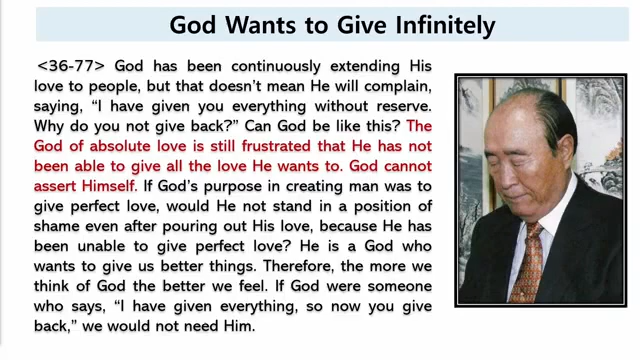 God Wants to Give Infinitely
<36-77> God has been continuously extending His
love to people, but that doesn't mean He will complain,
saying, "I have given you everything without reserve.
Why do you not give back?" Can God be like this? The
God of absolute love is still frustrated that He has not
been able to give all the love He wants to. God cannot
assert Himself. If God's purpose in creating man was to
give perfect love, would He not stand in a position of
shame even after pouring out His love, because He has
been unable to give perfect love? He is a God who
wants to give us better things. Therefore, the more we
think of God the better we feel. If God were someone
who says, "I have given everything, so now you give
back," we would not need Him.